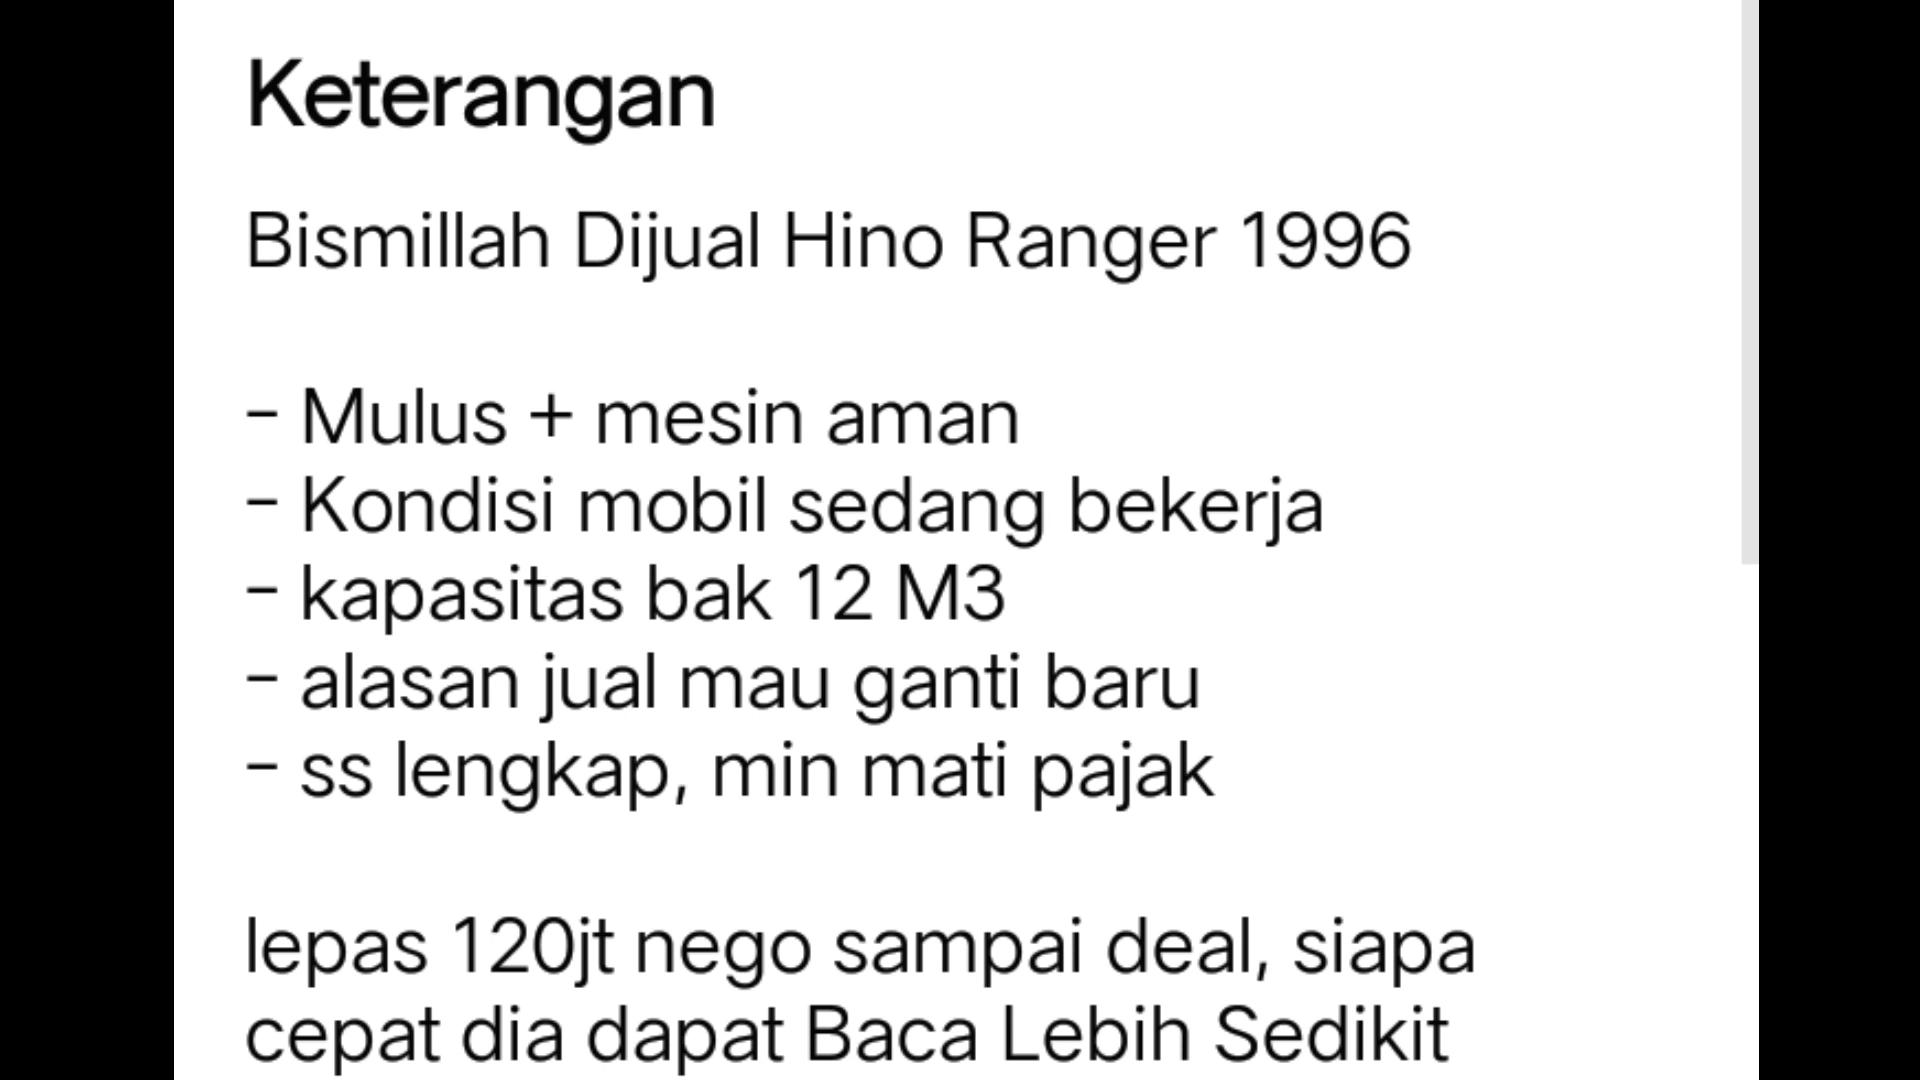 Keterangan
Bismillah Dijual Hino Ranger 1996
- Mulus + mesin aman
- Kondisi mobil sedang bekerja
- kapasitas bak 12 M3
- alasan jual mau ganti baru
- ss lengkap, min mati pajak
lepas 120jt nego sampai deal, siapa
cepat dia dapat Baca Lebih Sedikit